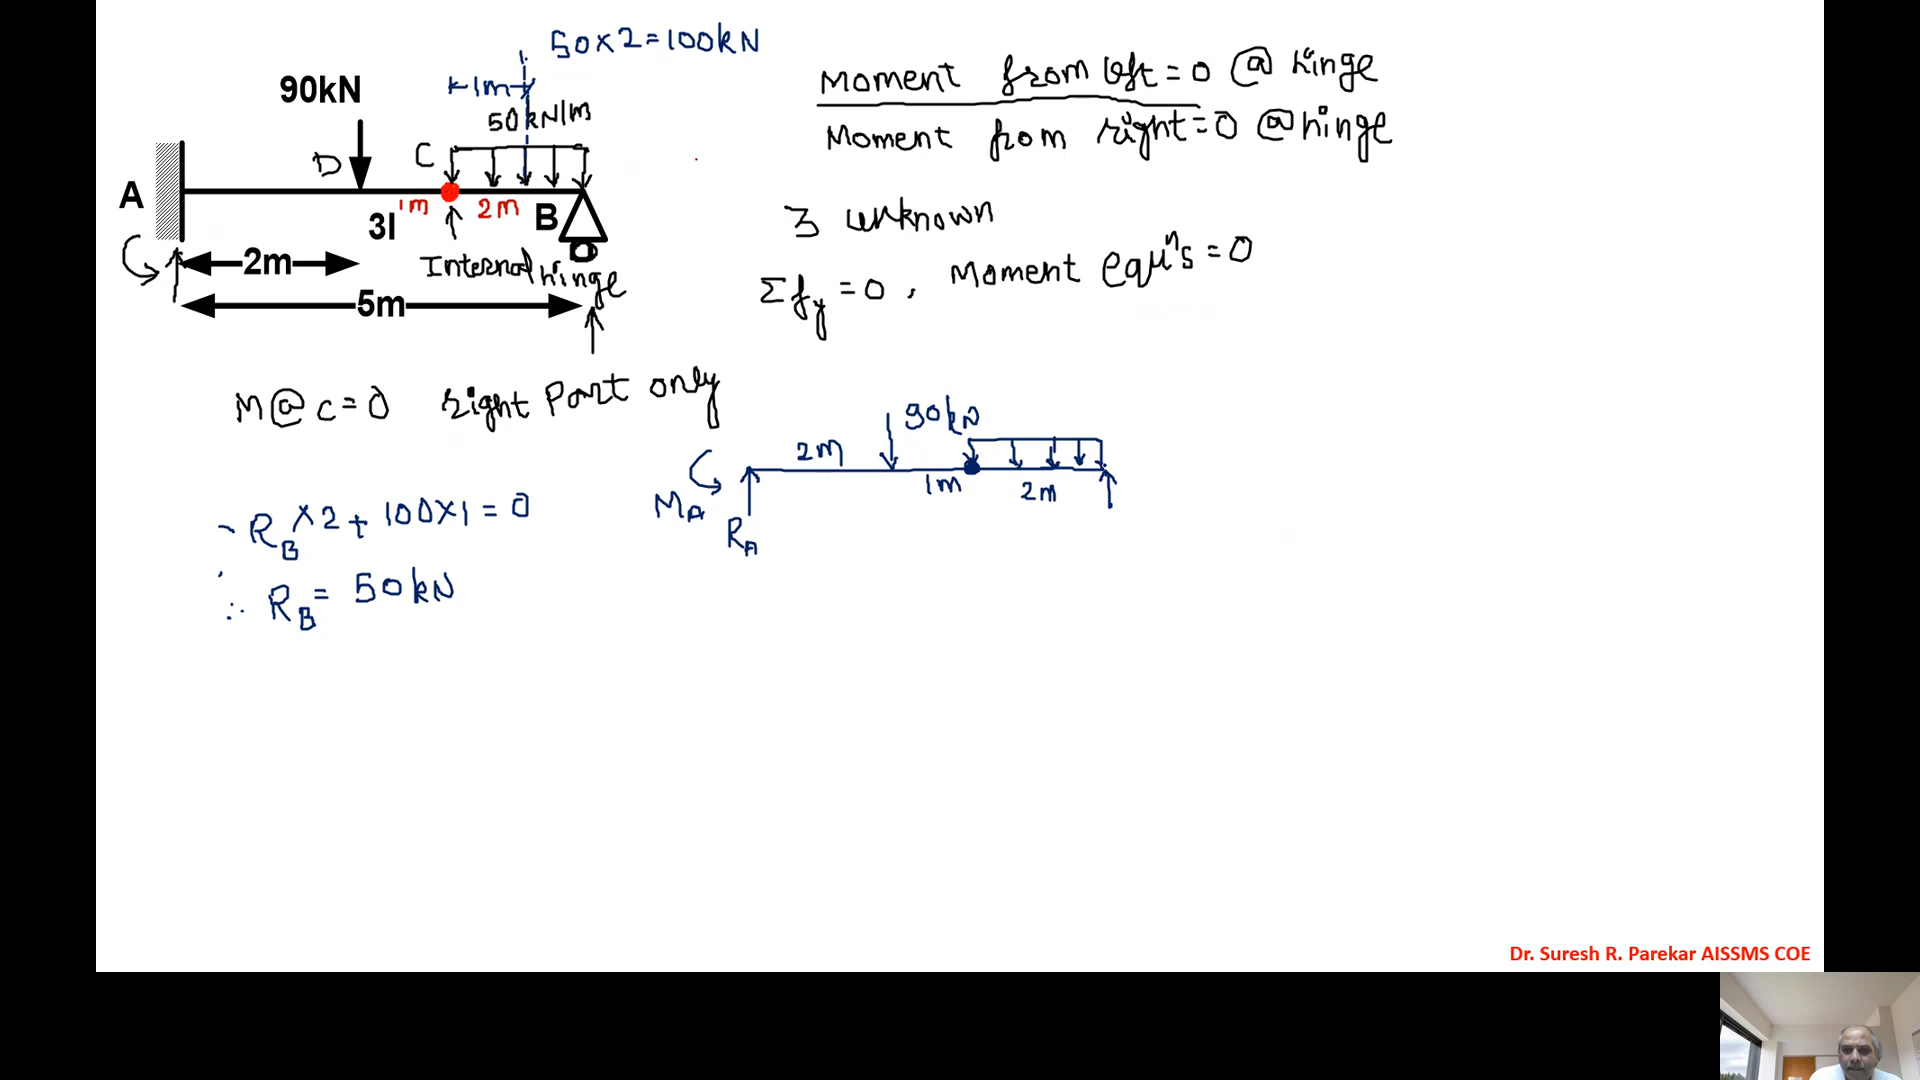 50×2=100kN
90kN
1m
50kN/m
D
C
A
1m
2m
B
3I
2m
Internal hinge
5m
Moment from left = 0 @ hinge
Moment from right = 0 @ hinge
3 unknown
Σfy = 0, Moment equⁿs = 0
M@C=0 right Part only
90kN
2m
1m
2m
MA
RA
- RB×2 + 100×1 = 0
∴ RB = 50kN
Dr. Suresh R. Parekar AISSMS COE